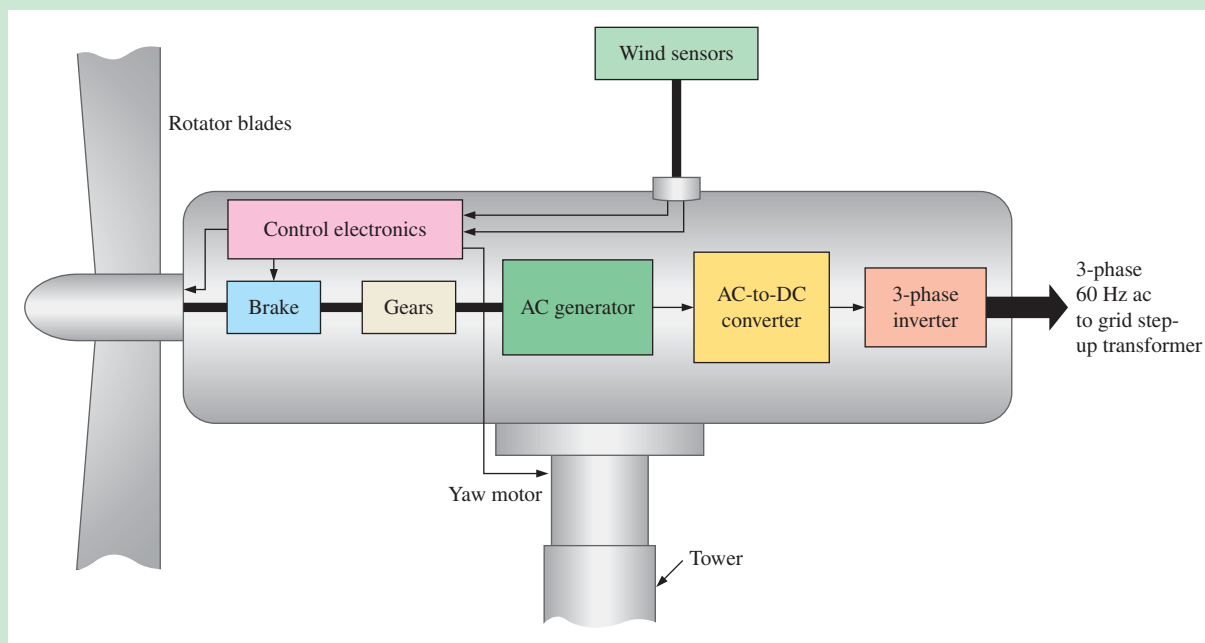 Wind sensors
Rotator blades
Control electronics
Brake
Gears
AC generator
AC-to-DC
converter
3-phase
inverter
3-phase
60 Hz ac
to grid step-
up transformer
Yaw motor
Tower